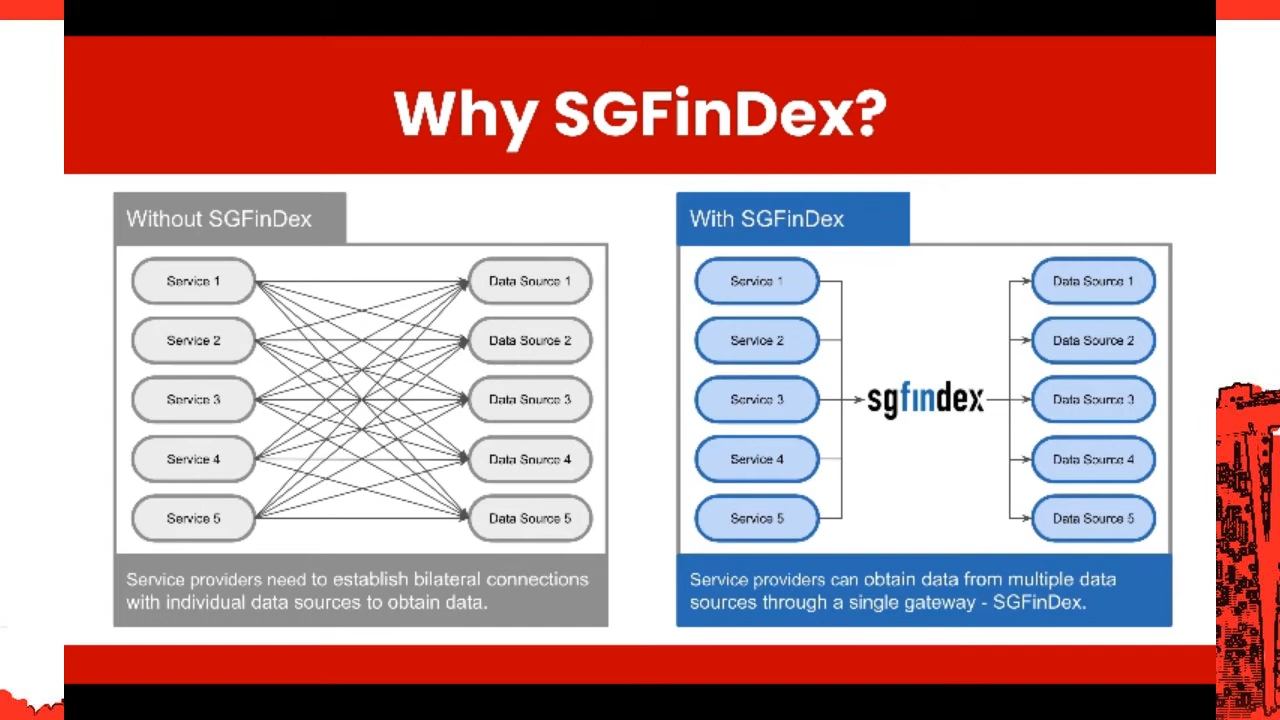 Why SGFinDex?
Without SGFinDex
Service 1
Data Source 1
Service 2
Data Source 2
Service 3
Data Source 3
Service 4
Data Source 4
Service 5
Data Source 5
Service providers need to establish bilateral connections
with individual data sources to obtain data.
With SGFinDex
Service 1
Data Source 1
Service 2
Data Source 2
Service 3
sgfindex
Data Source 3
Service 4
Data Source 4
Service 5
Data Source 5
Service providers can obtain data from multiple data
sources through a single gateway - SGFinDex.